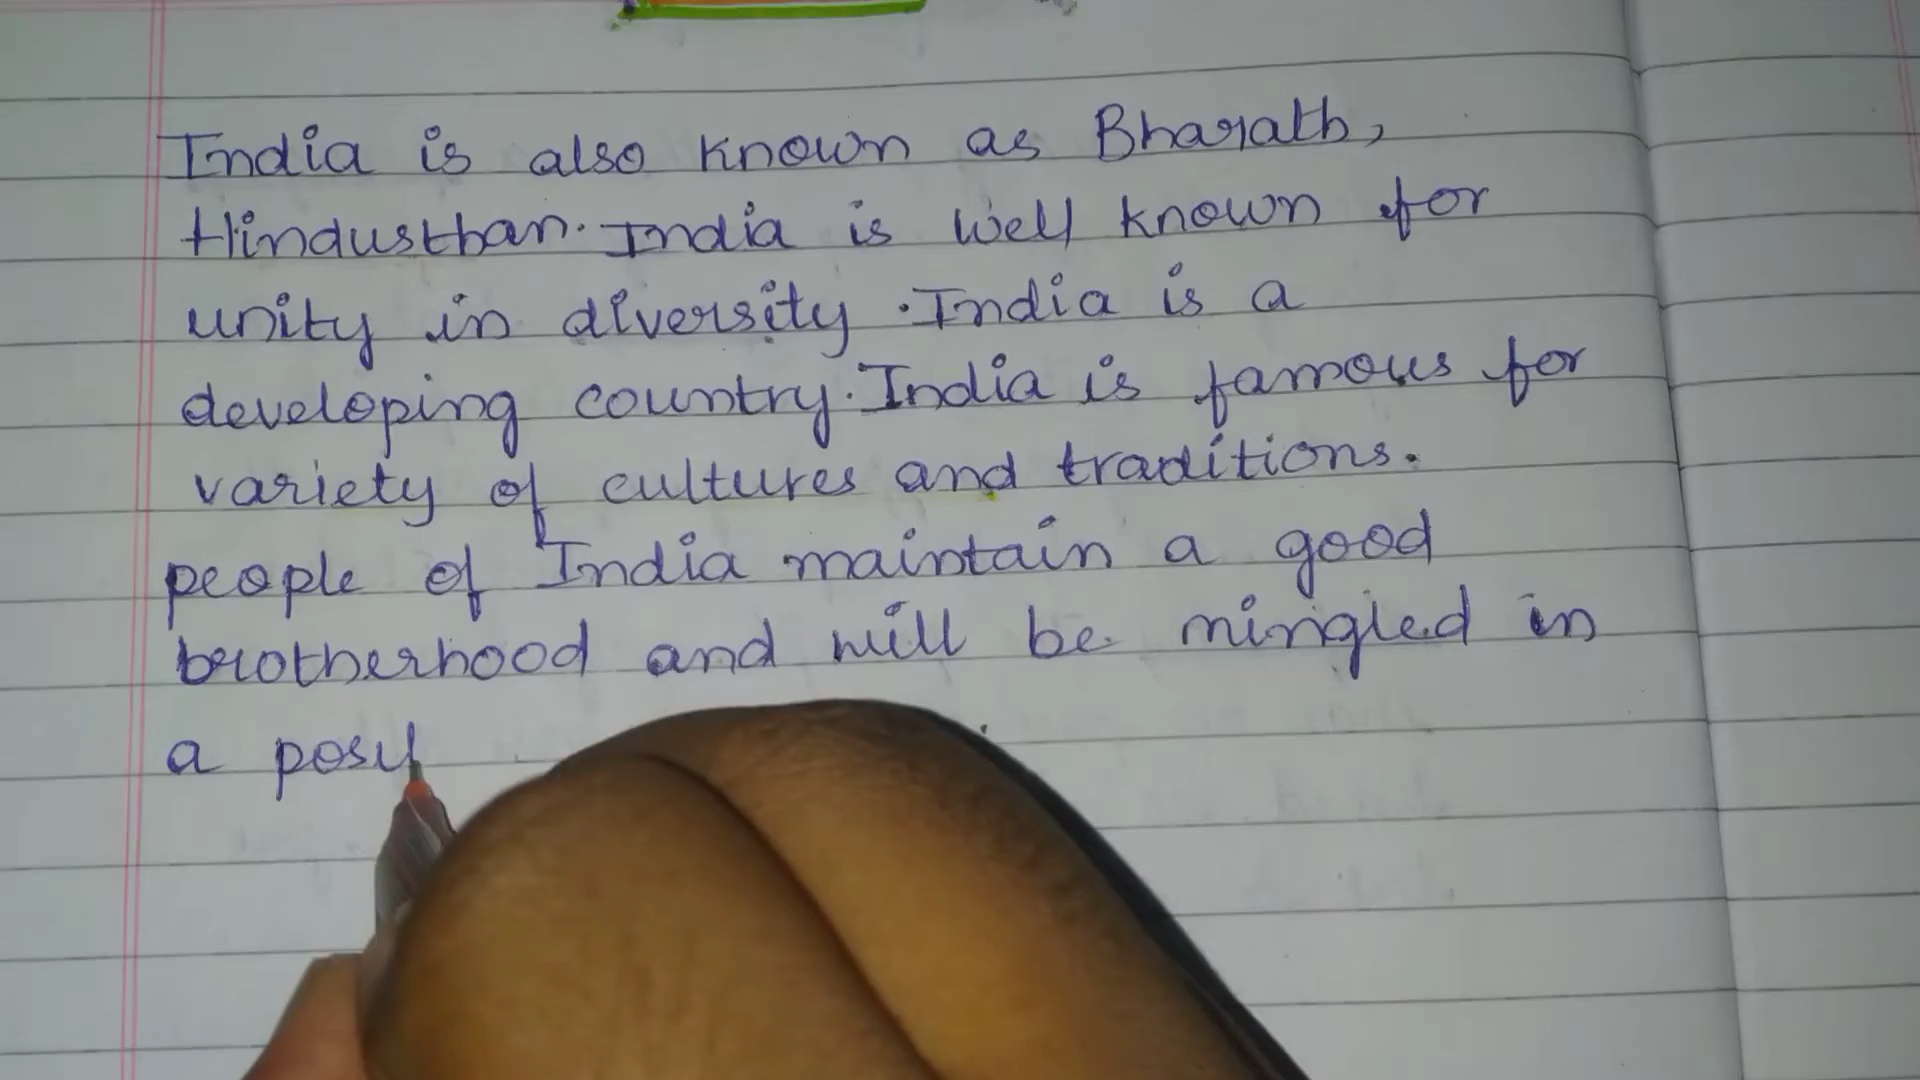 India is also known as Bharath,
Hindusthan. India is well known for
unity in diversity. India is a
developing country. India is famous for
variety of cultures and traditions.
people of India maintain a good
brotherhood and will be mingled in
a